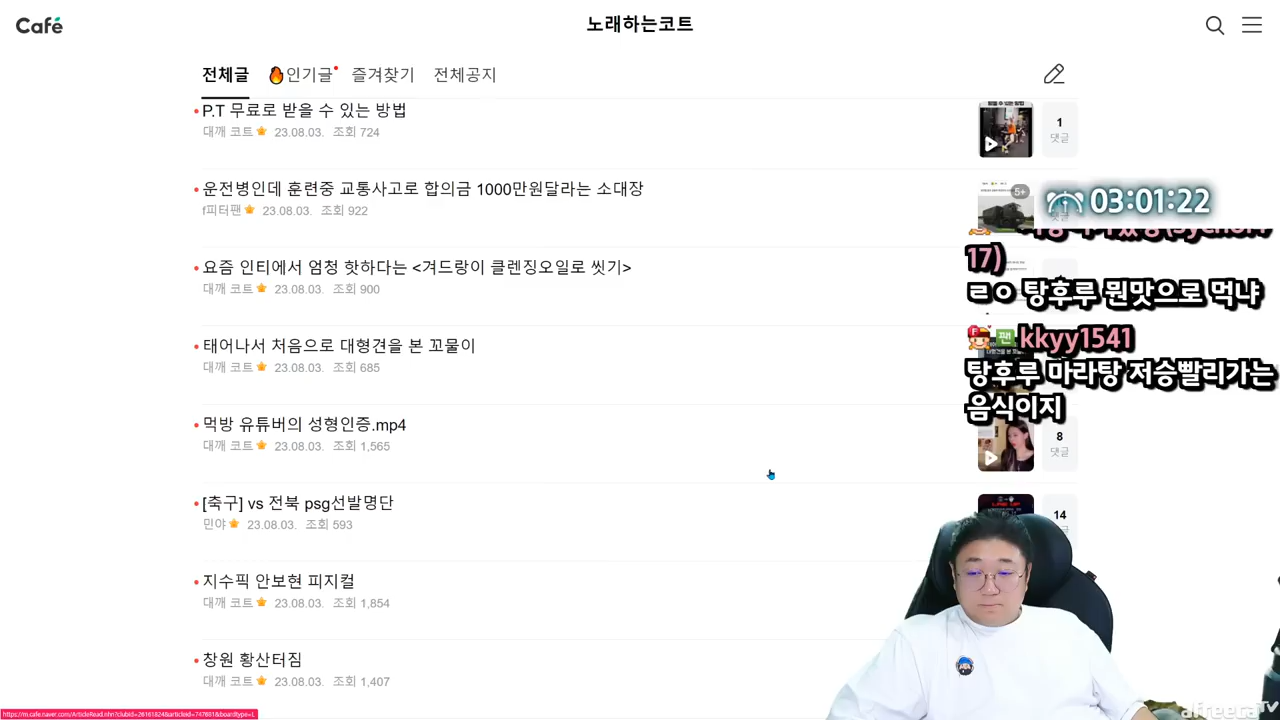 Café
노래하는코트
전체글 🔥인기글 즐겨찾기 전체공지
P.T 무료로 받을 수 있는 방법
대깨 코트 23.08.03. 조회 724
1
댓글
운전병인데 훈련중 교통사고로 합의금 1000만원달라는 소대장
f피터팬 23.08.03. 조회 922
5+
03:01:22
17)
ㄹㅇ 탕후루 뭔맛으로 먹냐
요즘 인티에서 엄청 핫하다는 <겨드랑이 클렌징오일로 씻기>
대깨 코트 23.08.03. 조회 900
kkyy1541
탕후루 마라탕 저승빨리가는
음식이지
태어나서 처음으로 대형견을 본 꼬물이
대깨 코트 23.08.03. 조회 685
먹방 유튜버의 성형인증.mp4
대깨 코트 23.08.03. 조회 1,565
8
댓글
[축구] vs 전북 psg선발명단
민야 23.08.03. 조회 593
14
지수픽 안보현 피지컬
대깨 코트 23.08.03. 조회 1,854
창원 황산터짐
대깨 코트 23.08.03. 조회 1,407
afreecaTV